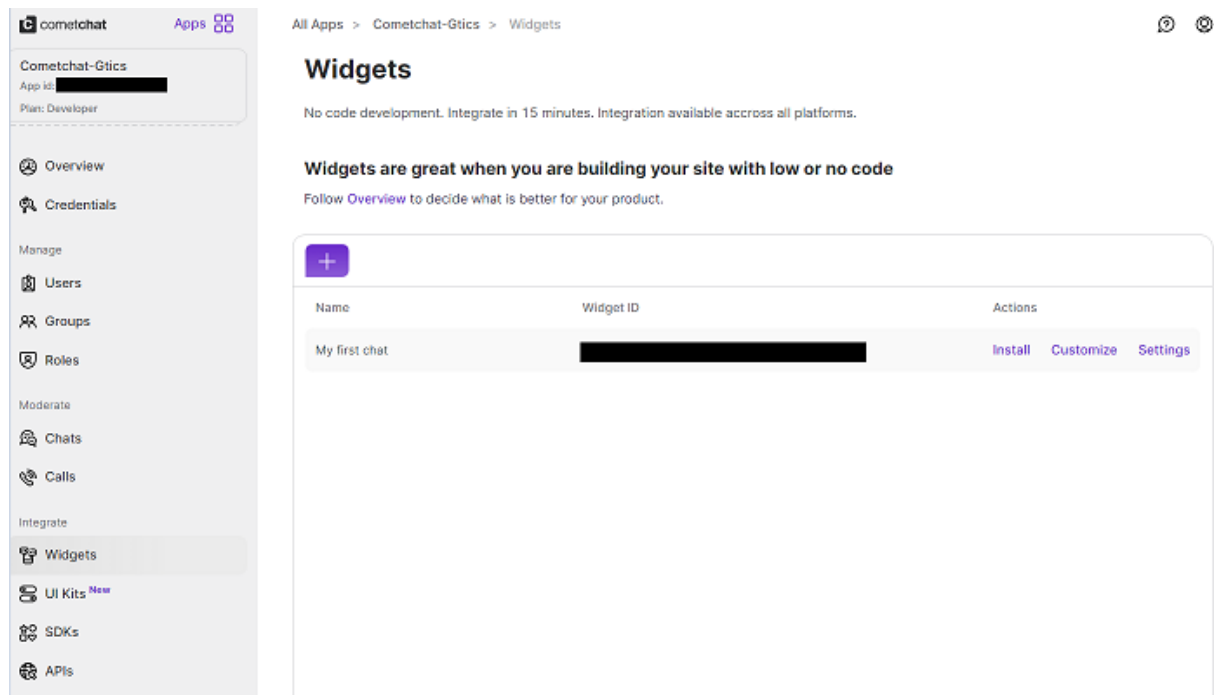 cometchat
Apps
Cometchat-Gtics
App id:
Plan: Developer
Overview
Credentials
Manage
Users
Groups
Roles
Moderate
Chats
Calls
Integrate
Widgets
UI Kits New
SDKs
APIs
All Apps > Cometchat-Gtics > Widgets
Widgets
No code development. Integrate in 15 minutes. Integration available accross all platforms.
Widgets are great when you are building your site with low or no code
Follow Overview to decide what is better for your product.
+
Name Widget ID Actions
My first chat Install Customize Settings